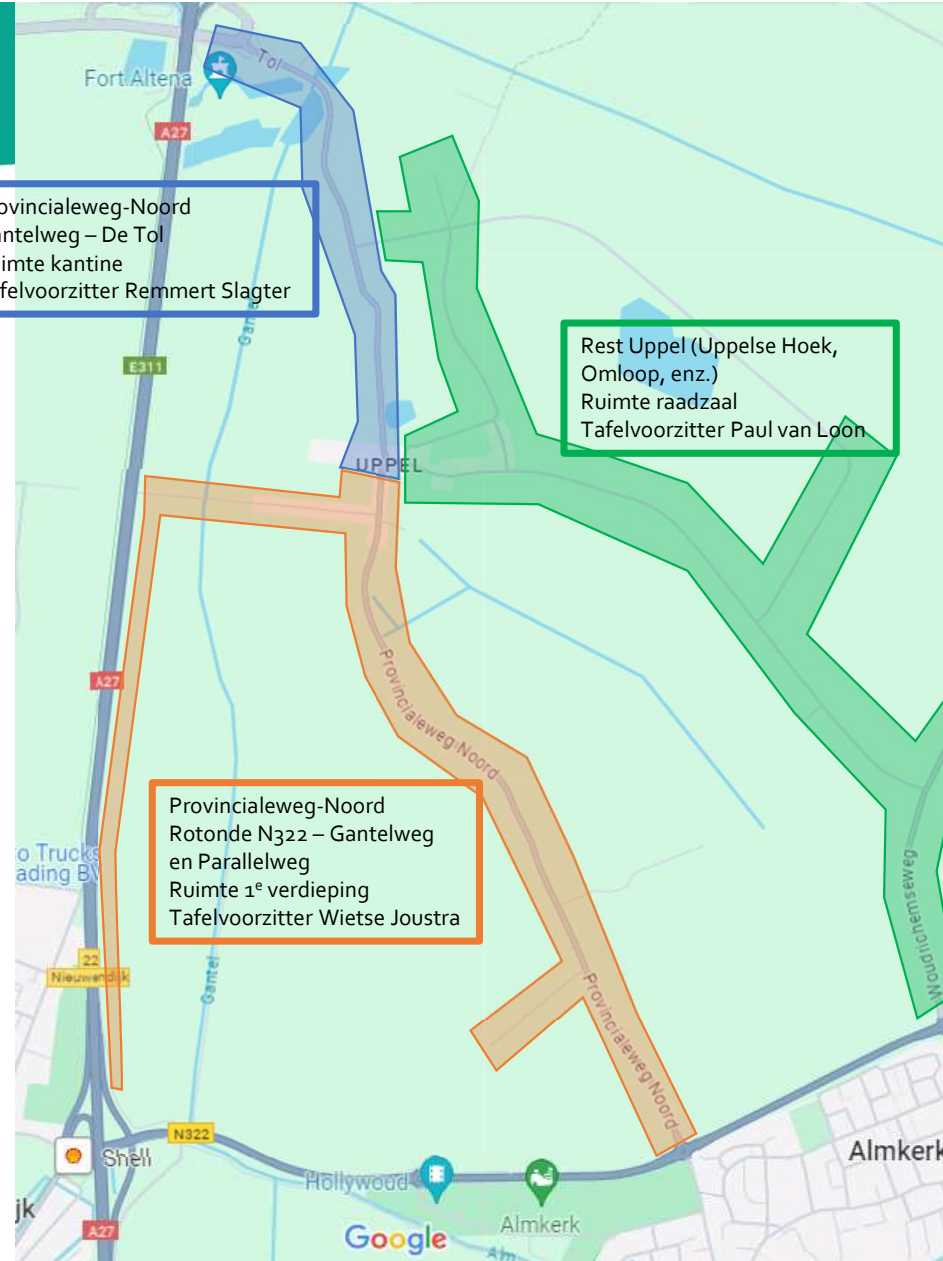 Fort Altena
Tol
A27
ovincialeweg-Noord
antelweg – De Tol
imte kantine
felvoorzitter Remmert Slagter
Gantel
E311
Rest Uppel (Uppelse Hoek,
Omloop, enz.)
Ruimte raadzaal
Tafelvoorzitter Paul van Loon
UPPEL
A27
Provincialeweg-Noord
Provincialeweg-Noord
Rotonde N322 – Gantelweg
en Parallelweg
Ruimte 1e verdieping
Tafelvoorzitter Wietse Joustra
o Trucks
ading BV
Woudrichemseweg
22
Nieuwendijk
Gantel
Provincialeweg-Noord
N322
Shell
Almkerk
Hollywoud
jk
A27
Google
Almkerk
Alm